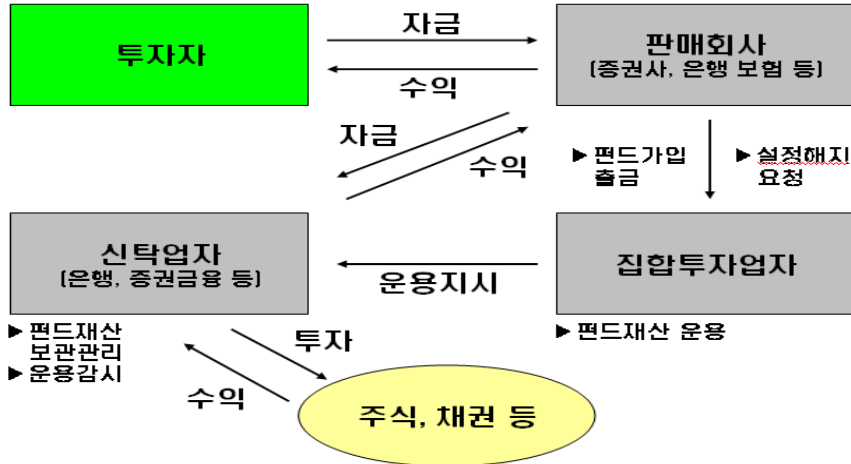 투자자
자금
수익
판매회사
(증권사, 은행 보험 등)
자금
수익
▶ 펀드가입
출금
▶ 설정해지
요청
신탁업자
(은행, 증권금융 등)
운용지시
집합투자업자
▶ 펀드재산
보관관리
▶ 운용감시
투자
수익
▶ 펀드재산 운용
주식, 채권 등